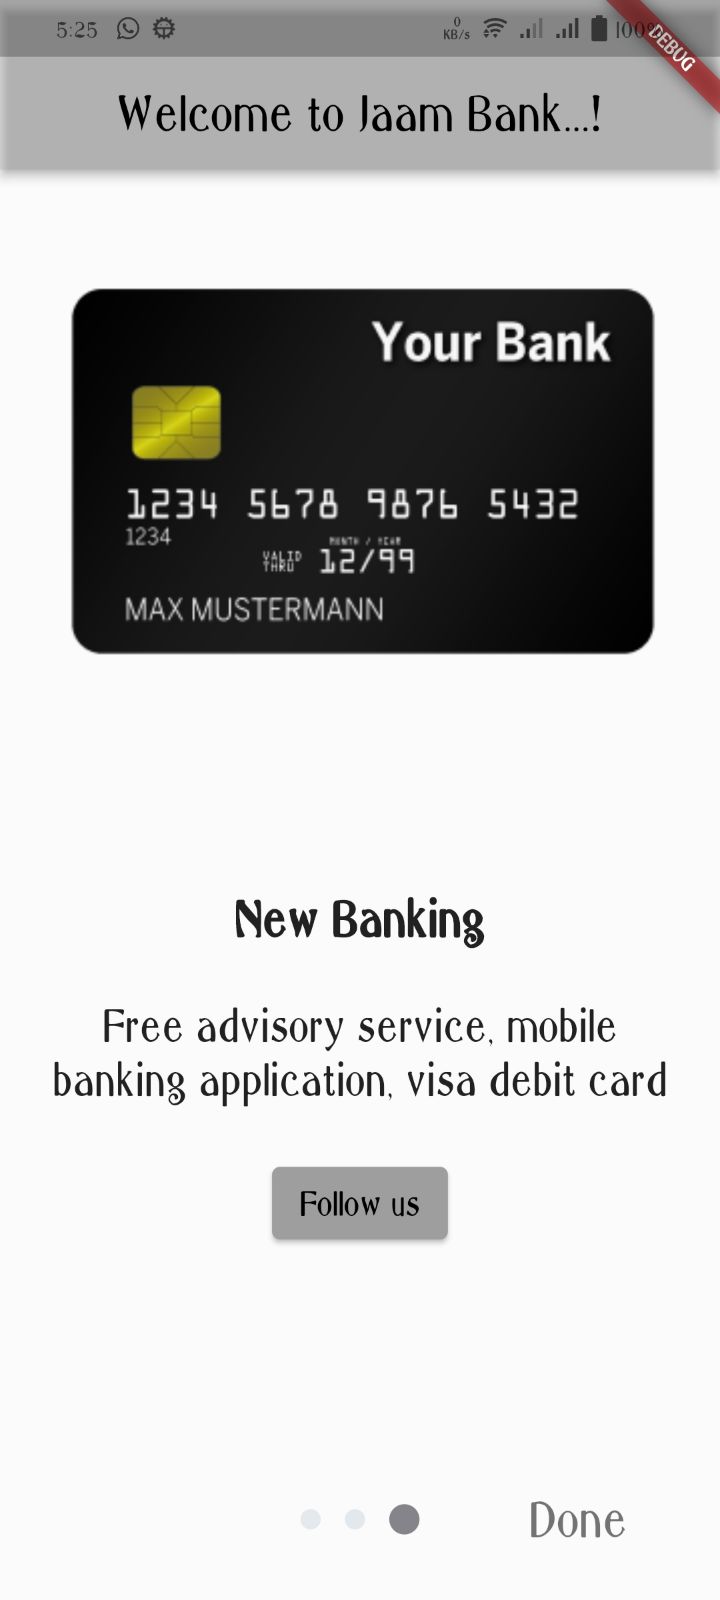 5:25 0 KB/s 100%
DEBUG
Welcome to Jaam Bank...!
Your Bank
1234 5678 9876 5432
1234
MONTH / YEAR
VALID THRU 12/99
MAX MUSTERMANN
New Banking
Free advisory service, mobile
banking application, visa debit card
Follow us
Done